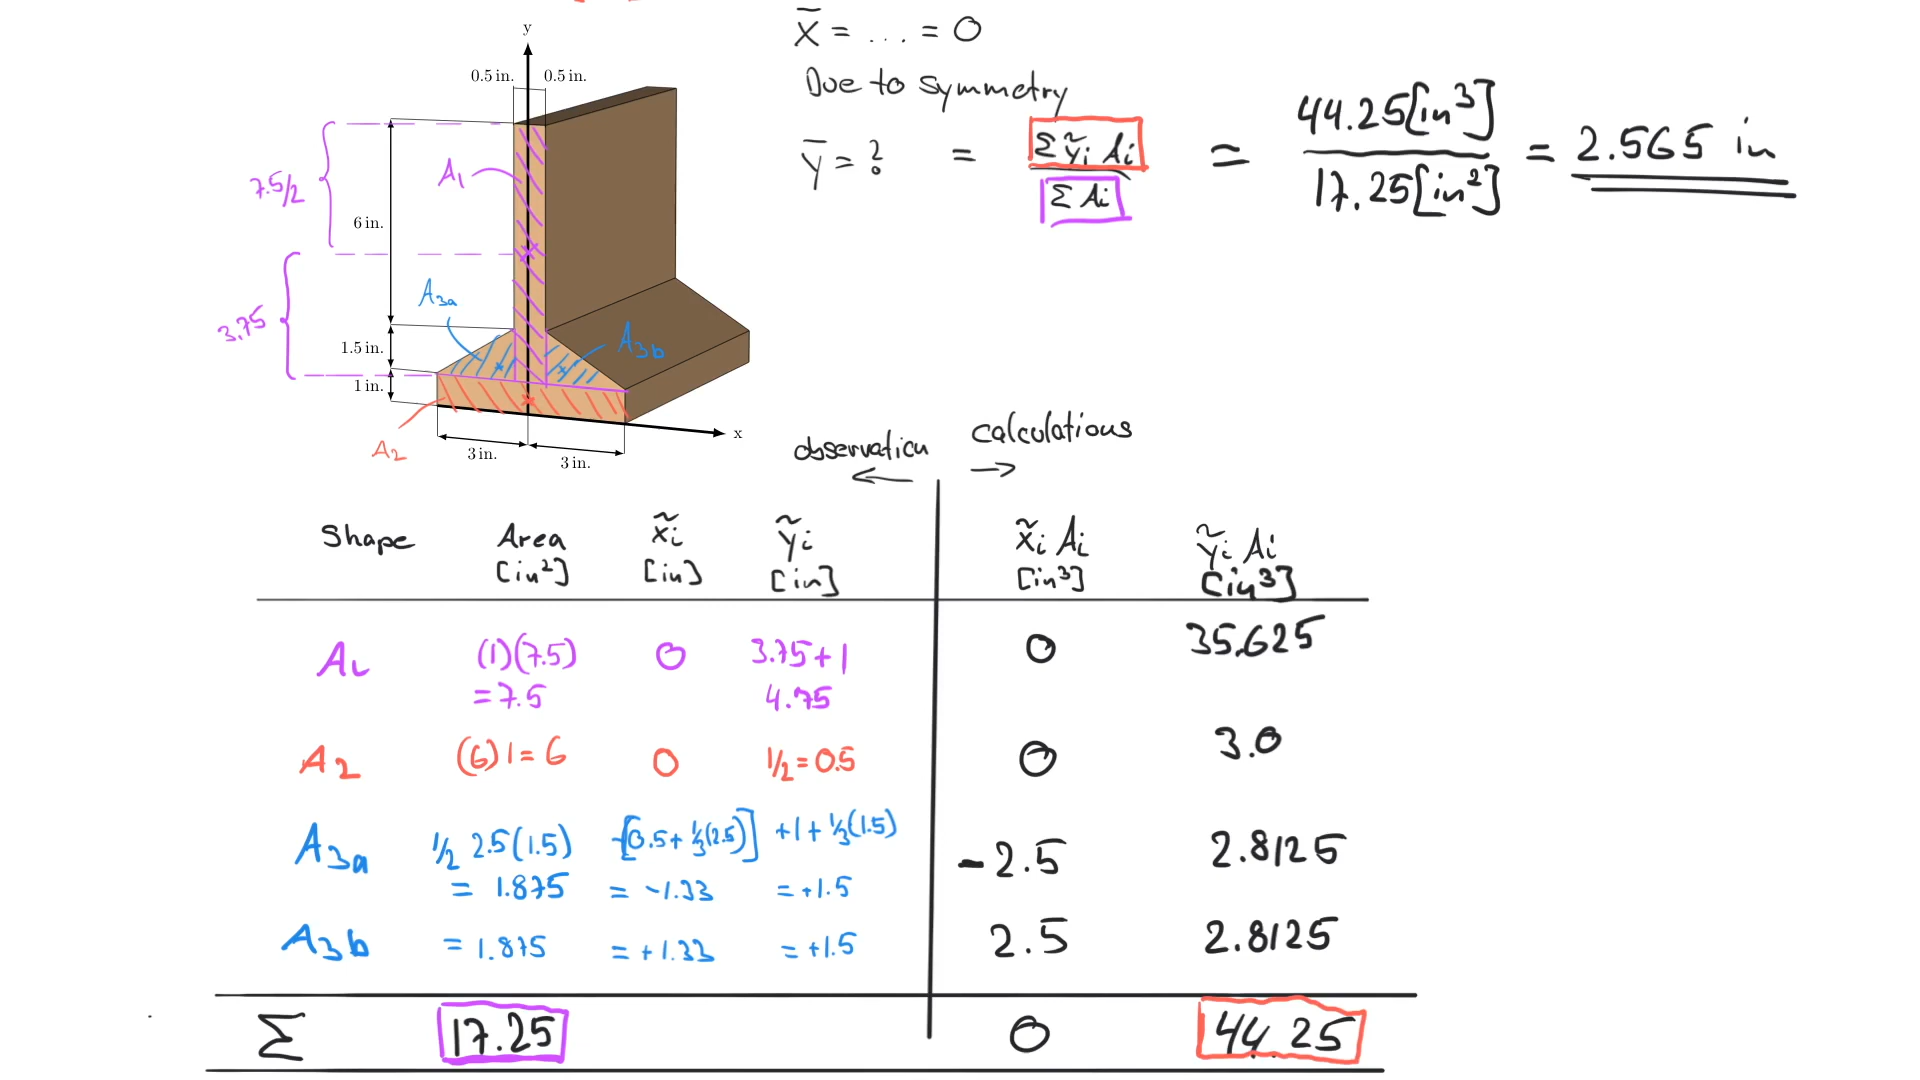 y
0.5 in. 0.5 in.
7.5/2
A₁
6 in.
3.75
A₃ₐ
A₃b
1.5 in.
1 in.
A₂
x
3 in.
3 in.
x̅ = ... = 0
Due to symmetry
y̅ = ? = Σ ỹᵢ Aᵢ / Σ Aᵢ = 44.25[in³] / 17.25[in²] = 2.565 in
observation calculations
← →
Shape Area [in²] x̃ᵢ [in] ỹᵢ [in] x̃ᵢ Aᵢ [in³] ỹᵢ Aᵢ [in³]
A₁ (1)(7.5) 0 3.75+1 0 35.625
= 7.5 4.75
A₂ (6)1 = 6 0 1/2 = 0.5 0 3.0
A₃ₐ 1/2 2.5(1.5) -[0.5+1/3(2.5)] +1+1/3(1.5) -2.5 2.8125
= 1.875 = -1.33 = +1.5
A₃b = 1.875 = +1.33 = +1.5 2.5 2.8125
Σ 17.25 0 44.25